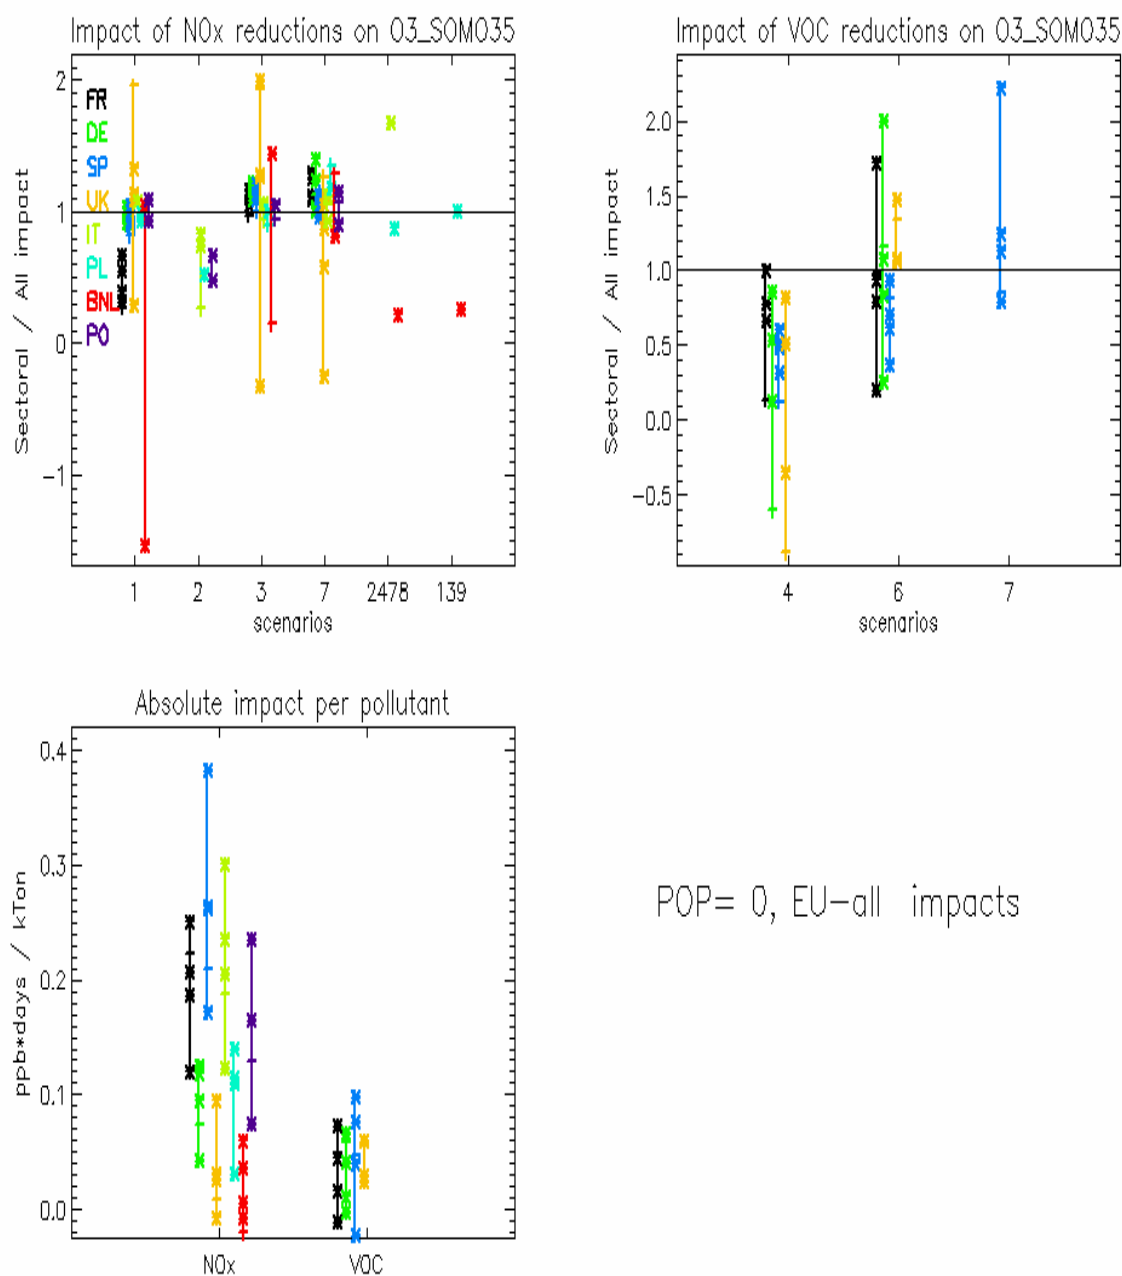 Impact of NOx reductions on O3_SOMO35
2
1
0
-1
FR
DE
SP
UK
IT
PL
BNL
PO
Sectoral / All impact
1 2 3 7 2478 139
scenarios
Impact of VOC reductions on O3_SOMO35
2.0
1.5
1.0
0.5
0.0
-0.5
Sectoral / All impact
4 6 7
scenarios
Absolute impact per pollutant
0.4
0.3
0.2
0.1
0.0
ppb*days / kTon
NOx VOC
POP= 0, EU-all impacts